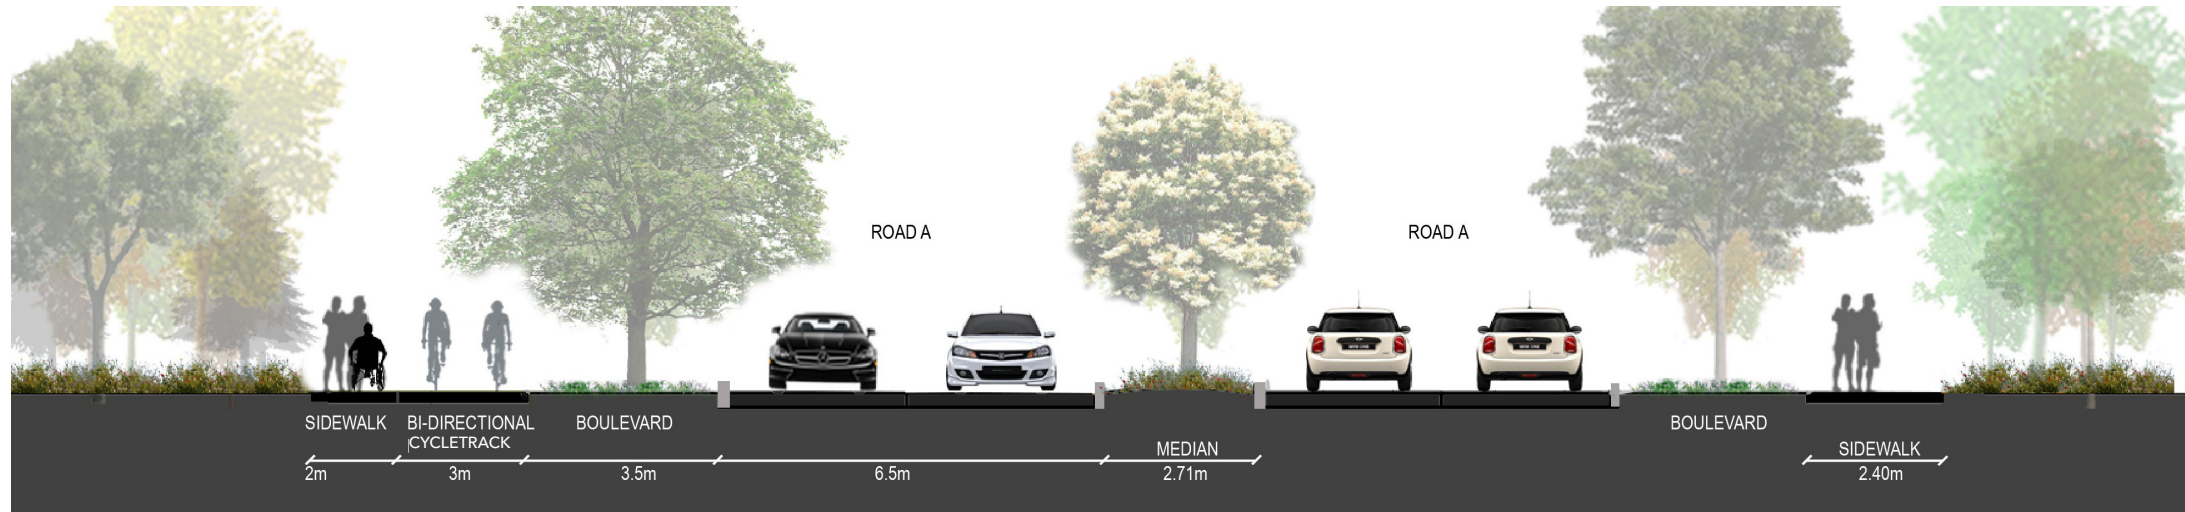 ROAD A
ROAD A
SIDEWALK
BI-DIRECTIONAL
CYCLETRACK
BOULEVARD
MEDIAN
BOULEVARD
SIDEWALK
2m
3m
3.5m
6.5m
2.71m
2.40m